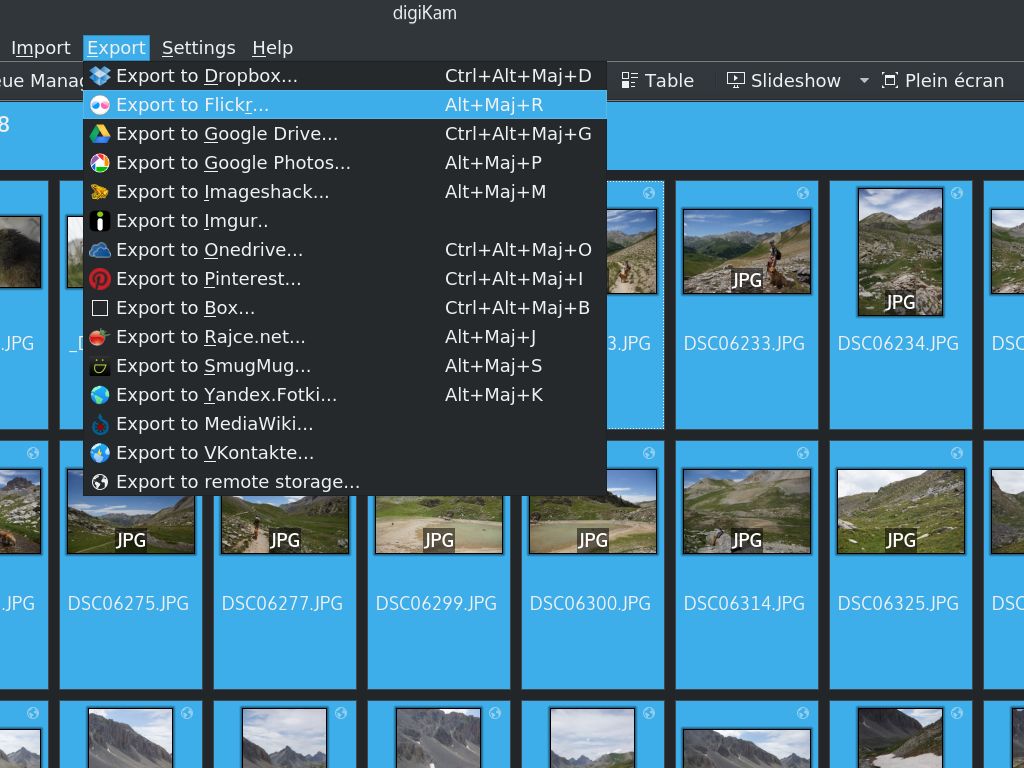 digiKam
Import Export Settings Help
Table Slideshow Plein écran
8
Export to Dropbox... Ctrl+Alt+Maj+D
Export to Flickr... Alt+Maj+R
Export to Google Drive... Ctrl+Alt+Maj+G
Export to Google Photos... Alt+Maj+P
Export to Imageshack... Alt+Maj+M
Export to Imgur..
Export to Onedrive... Ctrl+Alt+Maj+O
Export to Pinterest... Ctrl+Alt+Maj+I
Export to Box... Ctrl+Alt+Maj+B
Export to Rajce.net... Alt+Maj+J
Export to SmugMug... Alt+Maj+S
Export to Yandex.Fotki... Alt+Maj+K
Export to MediaWiki...
Export to VKontakte...
Export to remote storage...
JPG JPG
.JPG _D 3.JPG DSC06233.JPG DSC06234.JPG DSC
JPG JPG JPG JPG JPG JPG
.JPG DSC06275.JPG DSC06277.JPG DSC06299.JPG DSC06300.JPG DSC06314.JPG DSC06325.JPG DSC